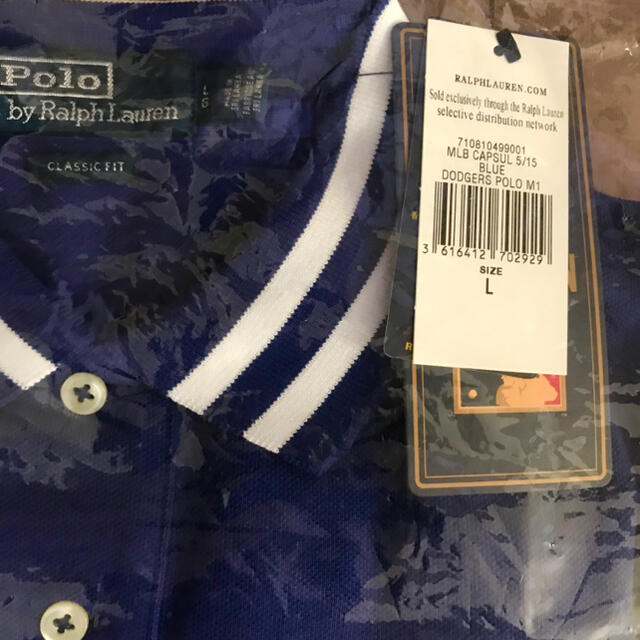 Polo
by Ralph Lauren
CLASSIC FIT
L
G
RALPHLAUREN.COM
Sold exclusively through the Ralph Lauren
selective distribution network
710810499001
MLB CAPSUL 5/15
BLUE
DODGERS POLO M1
3 616412 702929
SIZE
L